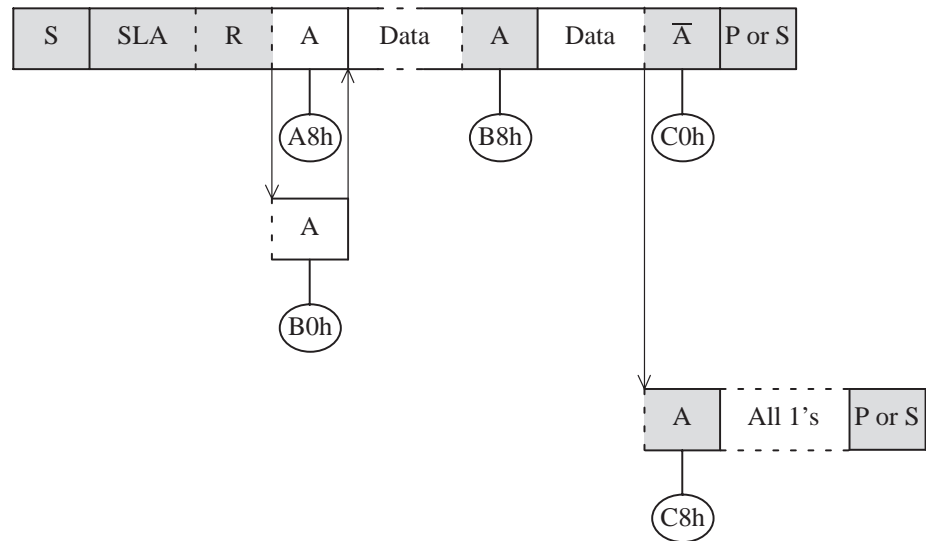 S SLA R A Data A Data A̅ P or S
A8h B8h C0h
A
B0h
A All 1's P or S
C8h